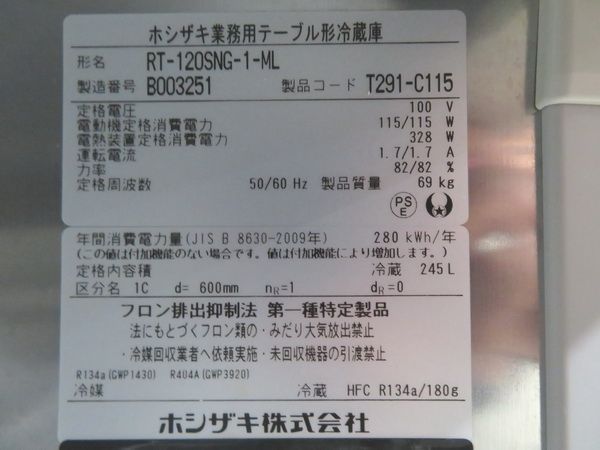 ホシザキ業務用テーブル形冷蔵庫
形名 RT-120SNG-1-ML
製造番号 B003251 製品コード T291-C115
定格電圧 100 V
電動機定格消費電力 115/115 W
電熱装置定格消費電力 328 W
運転電流 1.7/1.7 A
力率 82/82 %
定格周波数 50/60 Hz 製品質量 69 kg
PS
E
年間消費電力量(JIS B 8630-2009年) 280 kWh/年
(この値は付加機能のない場合です。値は付加機能により増加します。)
定格内容積 冷蔵 245 L
区分名 1C d= 600mm nR=1 dR=0
フロン排出抑制法 第一種特定製品
法にもとづくフロン類の・みだり大気放出禁止
・冷媒回収業者へ依頼実施・未回収機器の引渡禁止
R134a(GWP1430) R404A(GWP3920)
冷媒 冷蔵 HFC R134a/180g
ホシザキ株式会社